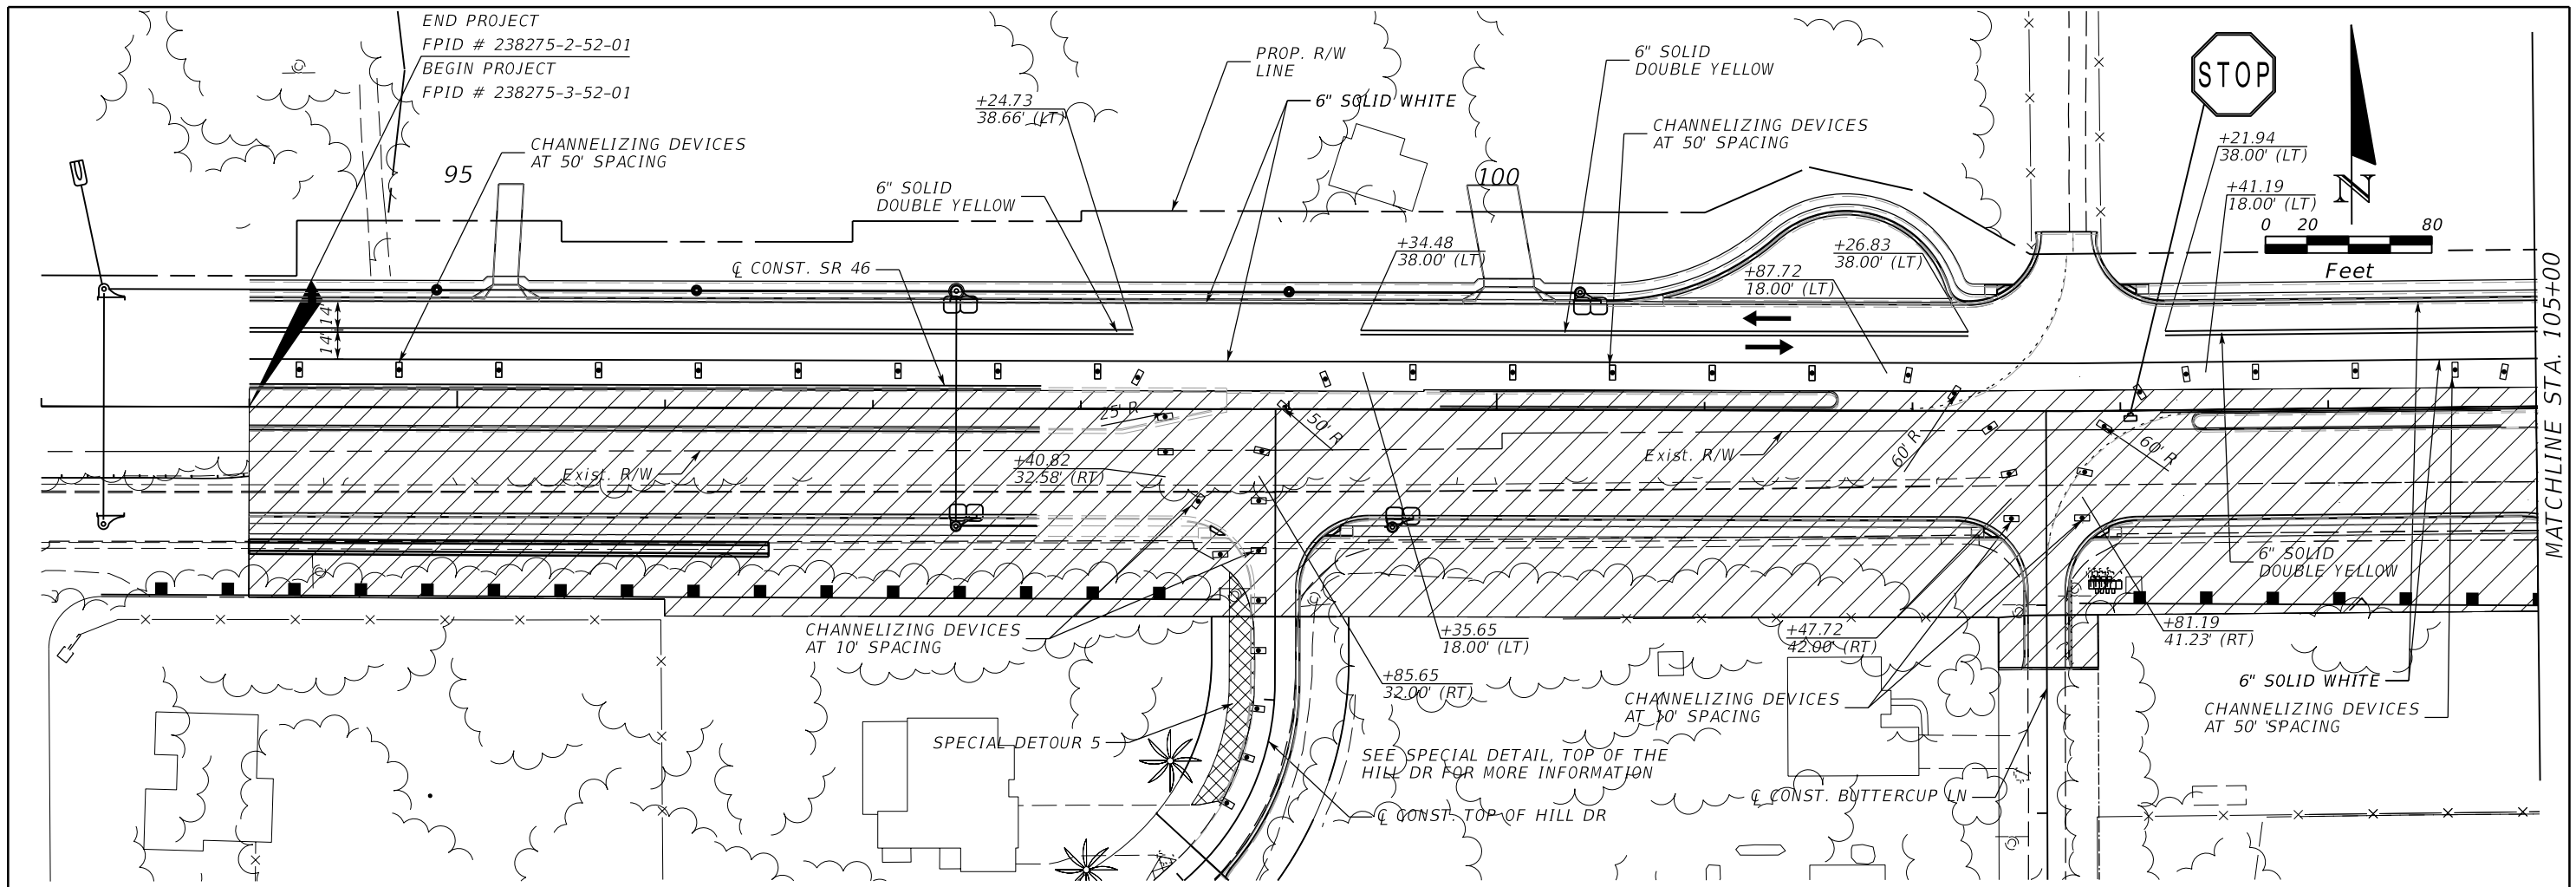 END PROJECT
FPID # 238275-2-52-01
BEGIN PROJECT
FPID # 238275-3-52-01
CHANNELIZING DEVICES
AT 50' SPACING
95
6" SOLID
DOUBLE YELLOW
+24.73
38.66' (LT)
PROP. R/W
LINE
6" SOLID WHITE
6" SOLID
DOUBLE YELLOW
CHANNELIZING DEVICES
AT 50' SPACING
100
STOP
+21.94
38.00' (LT)
+41.19
18.00' (LT)
N
0 20 80
Feet
℄ CONST. SR 46
+34.48
38.00' (LT)
+87.72
18.00' (LT)
+26.83
38.00' (LT)
14'
14'
MATCHLINE STA. 105+00
25' R
50' R
60' R
60' R
Exist. R/W
Exist. R/W
+40.82
32.58' (RT)
6" SOLID
DOUBLE YELLOW
CHANNELIZING DEVICES
AT 10' SPACING
+35.65
18.00' (LT)
+85.65
32.00' (RT)
+47.72
42.00' (RT)
+81.19
41.23' (RT)
CHANNELIZING DEVICES
AT 10' SPACING
6" SOLID WHITE
CHANNELIZING DEVICES
AT 50' SPACING
SPECIAL DETOUR 5
SEE SPECIAL DETAIL, TOP OF THE
HILL DR FOR MORE INFORMATION
℄ CONST. BUTTERCUP LN
℄ CONST. TOP OF HILL DR